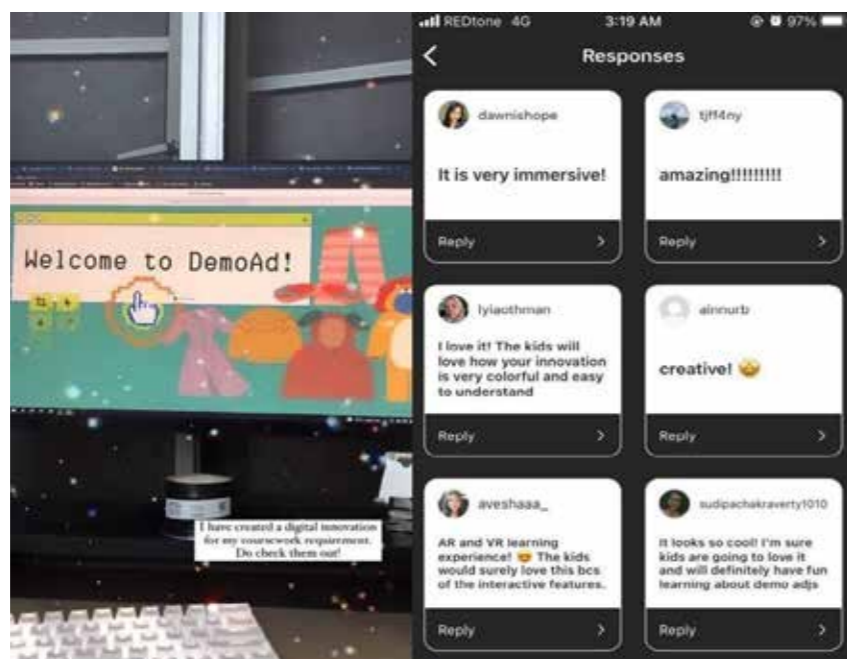 Welcome to DemoAd!
I have created a digital innovation
for my coursework requirement.
Do check them out!
REDtone 4G
3:19 AM
97%
Responses
dawnishope
It is very immersive!
Reply
tjff4ny
amazing!!!!!!!!!
Reply
lyiaothman
I love it! The kids will
love how your innovation
is very colorful and easy
to understand
Reply
ainnurb
creative! 🤩
Reply
aveshaaa_
AR and VR learning
experience! 🤩 The kids
would surely love this bcs
of the interactive features.
Reply
sudipachakraverty1010
It looks so cool! I'm sure
kids are going to love it
and will definitely have fun
learning about demo adjs
Reply